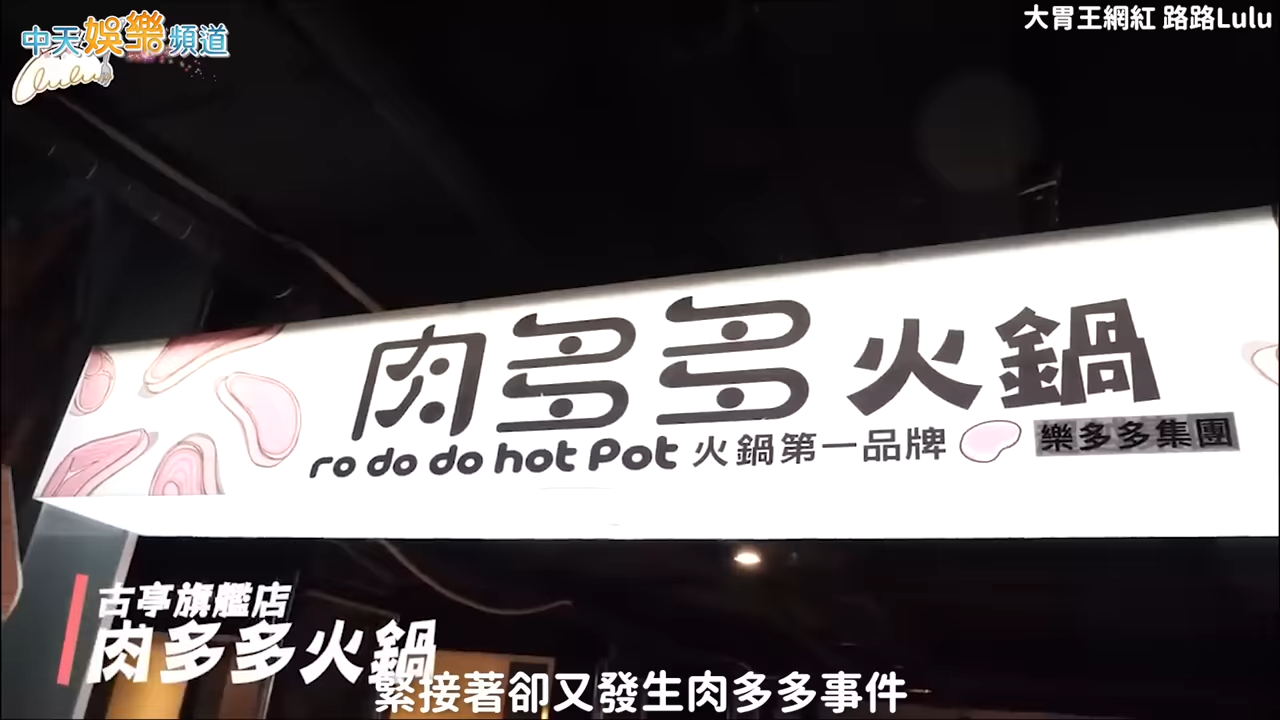 中天娛樂頻道
Lulu
大胃王網紅 路路Lulu
肉多多火鍋
ro do do hot Pot 火鍋第一品牌 樂多多集團
古亭旗艦店
肉多多火鍋
緊接著卻又發生肉多多事件